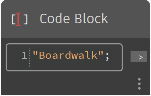 [ ] Code Block
1 "Boardwalk";
>